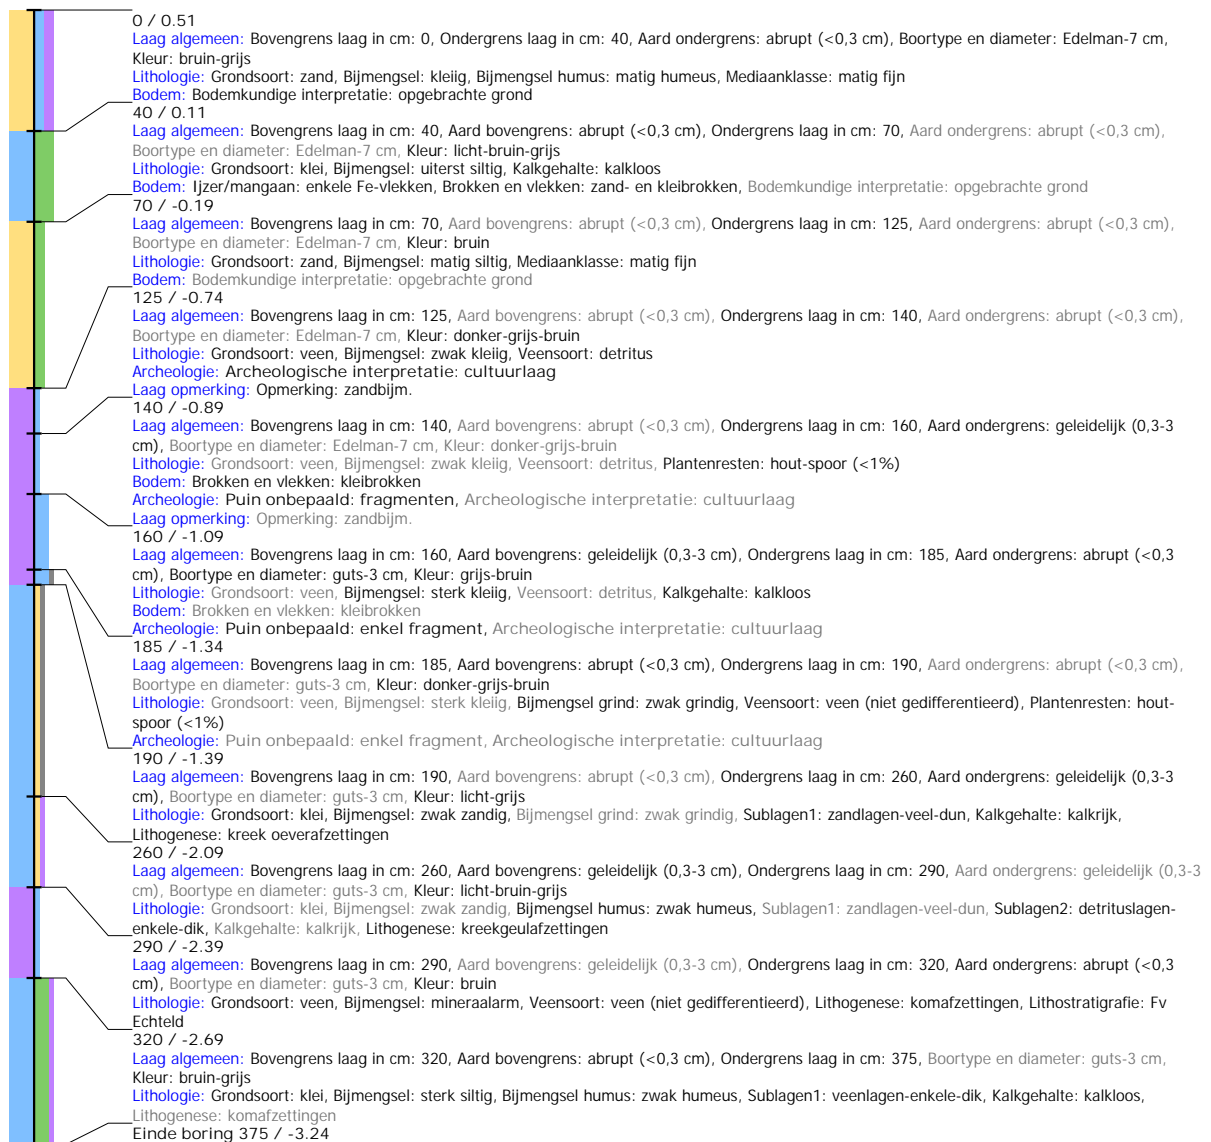 0 / 0.51
Laag algemeen: Bovengrens laag in cm: 0, Ondergrens laag in cm: 40, Aard ondergrens: abrupt (<0,3 cm), Boortype en diameter: Edelman-7 cm,
Kleur: bruin-grijs
Lithologie: Grondsoort: zand, Bijmengsel: kleiig, Bijmengsel humus: matig humeus, Mediaanklasse: matig fijn
Bodem: Bodemkundige interpretatie: opgebrachte grond
40 / 0.11
Laag algemeen: Bovengrens laag in cm: 40, Aard bovengrens: abrupt (<0,3 cm), Ondergrens laag in cm: 70, Aard ondergrens: abrupt (<0,3 cm),
Boortype en diameter: Edelman-7 cm, Kleur: licht-bruin-grijs
Lithologie: Grondsoort: klei, Bijmengsel: uiterst siltig, Kalkgehalte: kalkloos
Bodem: Ijzer/mangaan: enkele Fe-vlekken, Brokken en vlekken: zand- en kleibrokken, Bodemkundige interpretatie: opgebrachte grond
70 / -0.19
Laag algemeen: Bovengrens laag in cm: 70, Aard bovengrens: abrupt (<0,3 cm), Ondergrens laag in cm: 125, Aard ondergrens: abrupt (<0,3 cm),
Boortype en diameter: Edelman-7 cm, Kleur: bruin
Lithologie: Grondsoort: zand, Bijmengsel: matig siltig, Mediaanklasse: matig fijn
Bodem: Bodemkundige interpretatie: opgebrachte grond
125 / -0.74
Laag algemeen: Bovengrens laag in cm: 125, Aard bovengrens: abrupt (<0,3 cm), Ondergrens laag in cm: 140, Aard ondergrens: abrupt (<0,3 cm),
Boortype en diameter: Edelman-7 cm, Kleur: donker-grijs-bruin
Lithologie: Grondsoort: veen, Bijmengsel: zwak kleiig, Veensoort: detritus
Archeologie: Archeologische interpretatie: cultuurlaag
Laag opmerking: Opmerking: zandbijm.
140 / -0.89
Laag algemeen: Bovengrens laag in cm: 140, Aard bovengrens: abrupt (<0,3 cm), Ondergrens laag in cm: 160, Aard ondergrens: geleidelijk (0,3-3
cm), Boortype en diameter: Edelman-7 cm, Kleur: donker-grijs-bruin
Lithologie: Grondsoort: veen, Bijmengsel: zwak kleiig, Veensoort: detritus, Plantenresten: hout-spoor (<1%)
Bodem: Brokken en vlekken: kleibrokken
Archeologie: Puin onbepaald: fragmenten, Archeologische interpretatie: cultuurlaag
Laag opmerking: Opmerking: zandbijm.
160 / -1.09
Laag algemeen: Bovengrens laag in cm: 160, Aard bovengrens: geleidelijk (0,3-3 cm), Ondergrens laag in cm: 185, Aard ondergrens: abrupt (<0,3
cm), Boortype en diameter: guts-3 cm, Kleur: grijs-bruin
Lithologie: Grondsoort: veen, Bijmengsel: sterk kleiig, Veensoort: detritus, Kalkgehalte: kalkloos
Bodem: Brokken en vlekken: kleibrokken
Archeologie: Puin onbepaald: enkel fragment, Archeologische interpretatie: cultuurlaag
185 / -1.34
Laag algemeen: Bovengrens laag in cm: 185, Aard bovengrens: abrupt (<0,3 cm), Ondergrens laag in cm: 190, Aard ondergrens: abrupt (<0,3 cm),
Boortype en diameter: guts-3 cm, Kleur: donker-grijs-bruin
Lithologie: Grondsoort: veen, Bijmengsel: sterk kleiig, Bijmengsel grind: zwak grindig, Veensoort: veen (niet gedifferentieerd), Plantenresten: hout-
spoor (<1%)
Archeologie: Puin onbepaald: enkel fragment, Archeologische interpretatie: cultuurlaag
190 / -1.39
Laag algemeen: Bovengrens laag in cm: 190, Aard bovengrens: abrupt (<0,3 cm), Ondergrens laag in cm: 260, Aard ondergrens: geleidelijk (0,3-3
cm), Boortype en diameter: guts-3 cm, Kleur: licht-grijs
Lithologie: Grondsoort: klei, Bijmengsel: zwak zandig, Bijmengsel grind: zwak grindig, Sublagen1: zandlagen-veel-dun, Kalkgehalte: kalkrijk,
Lithogenese: kreek oeverafzettingen
260 / -2.09
Laag algemeen: Bovengrens laag in cm: 260, Aard bovengrens: geleidelijk (0,3-3 cm), Ondergrens laag in cm: 290, Aard ondergrens: geleidelijk (0,3-3
cm), Boortype en diameter: guts-3 cm, Kleur: licht-bruin-grijs
Lithologie: Grondsoort: klei, Bijmengsel: zwak zandig, Bijmengsel humus: zwak humeus, Sublagen1: zandlagen-veel-dun, Sublagen2: detrituslagen-
enkele-dik, Kalkgehalte: kalkrijk, Lithogenese: kreekgeulafzettingen
290 / -2.39
Laag algemeen: Bovengrens laag in cm: 290, Aard bovengrens: geleidelijk (0,3-3 cm), Ondergrens laag in cm: 320, Aard ondergrens: abrupt (<0,3
cm), Boortype en diameter: guts-3 cm, Kleur: bruin
Lithologie: Grondsoort: veen, Bijmengsel: mineraalarm, Veensoort: veen (niet gedifferentieerd), Lithogenese: komafzettingen, Lithostratigrafie: Fv
Echteld
320 / -2.69
Laag algemeen: Bovengrens laag in cm: 320, Aard bovengrens: abrupt (<0,3 cm), Ondergrens laag in cm: 375, Boortype en diameter: guts-3 cm,
Kleur: bruin-grijs
Lithologie: Grondsoort: klei, Bijmengsel: sterk siltig, Bijmengsel humus: zwak humeus, Sublagen1: veenlagen-enkele-dik, Kalkgehalte: kalkloos,
Lithogenese: komafzettingen
Einde boring 375 / -3.24